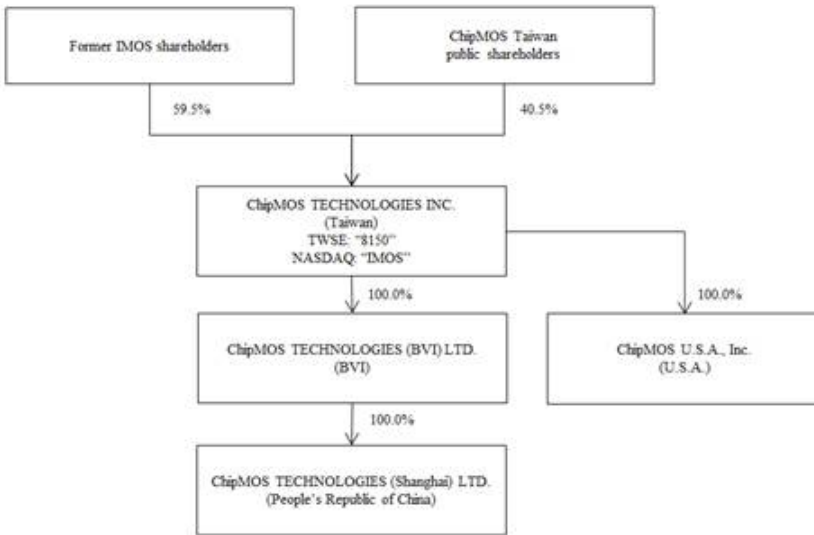 Former IMOS shareholders
ChipMOS Taiwan
public shareholders
59.5%
40.5%
ChipMOS TECHNOLOGIES INC.
(Taiwan)
TWSE: “8150”
NASDAQ: “IMOS”
100.0%
100.0%
ChipMOS TECHNOLOGIES (BVI) LTD.
(BVI)
ChipMOS U.S.A., Inc.
(U.S.A.)
100.0%
ChipMOS TECHNOLOGIES (Shanghai) LTD.
(People’s Republic of China)